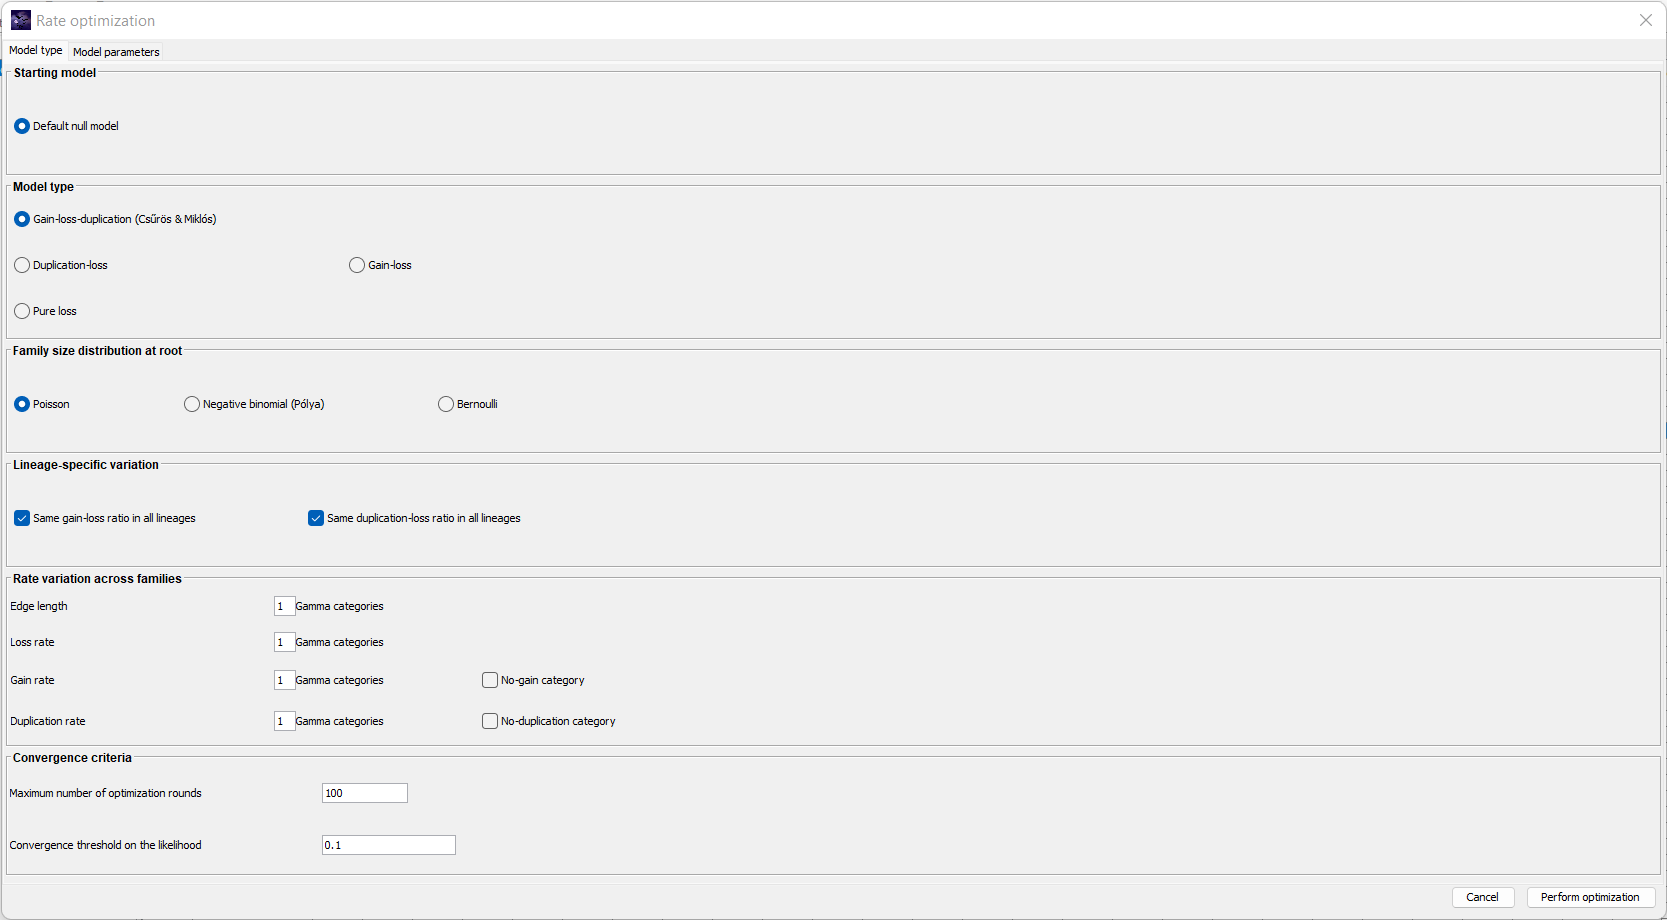 Rate optimization
Model type Model parameters
Starting model
Default null model
Model type
Gain-loss-duplication (Csűrös & Miklós)
Duplication-loss Gain-loss
Pure loss
Family size distribution at root
Poisson Negative binomial (Pólya) Bernoulli
Lineage-specific variation
Same gain-loss ratio in all lineages Same duplication-loss ratio in all lineages
Rate variation across families
Edge length 1 Gamma categories
Loss rate 1 Gamma categories
Gain rate 1 Gamma categories No-gain category
Duplication rate 1 Gamma categories No-duplication category
Convergence criteria
Maximum number of optimization rounds 100
Convergence threshold on the likelihood 0.1
Cancel Perform optimization